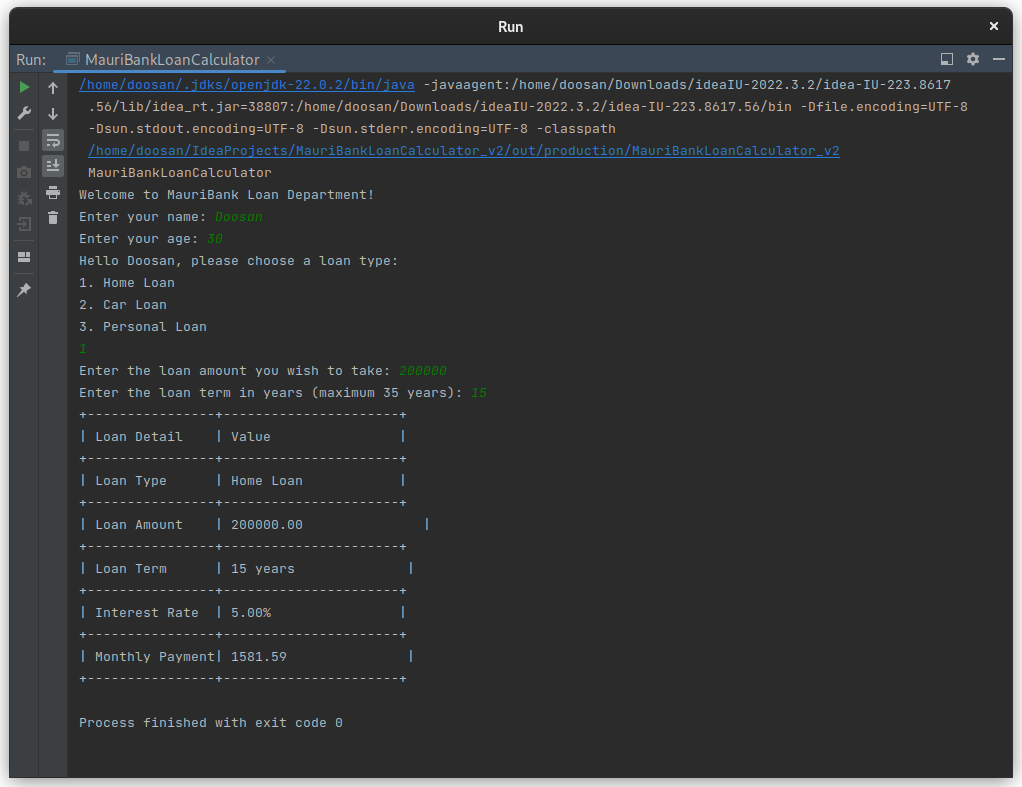 Run
Run: MauriBankLoanCalculator
/home/doosan/.jdks/openjdk-22.0.2/bin/java -javaagent:/home/doosan/Downloads/ideaIU-2022.3.2/idea-IU-223.8617
.56/lib/idea_rt.jar=38807:/home/doosan/Downloads/ideaIU-2022.3.2/idea-IU-223.8617.56/bin -Dfile.encoding=UTF-8
-Dsun.stdout.encoding=UTF-8 -Dsun.stderr.encoding=UTF-8 -classpath
/home/doosan/IdeaProjects/MauriBankLoanCalculator_v2/out/production/MauriBankLoanCalculator_v2
MauriBankLoanCalculator
Welcome to MauriBank Loan Department!
Enter your name: Doosan
Enter your age: 30
Hello Doosan, please choose a loan type:
1. Home Loan
2. Car Loan
3. Personal Loan
1
Enter the loan amount you wish to take: 200000
Enter the loan term in years (maximum 35 years): 15
+----------------+----------------------+
| Loan Detail    | Value                |
+----------------+----------------------+
| Loan Type      | Home Loan            |
+----------------+----------------------+
| Loan Amount    | 200000.00               |
+----------------+----------------------+
| Loan Term      | 15 years              |
+----------------+----------------------+
| Interest Rate  | 5.00%                |
+----------------+----------------------+
| Monthly Payment| 1581.59               |
+----------------+----------------------+
Process finished with exit code 0